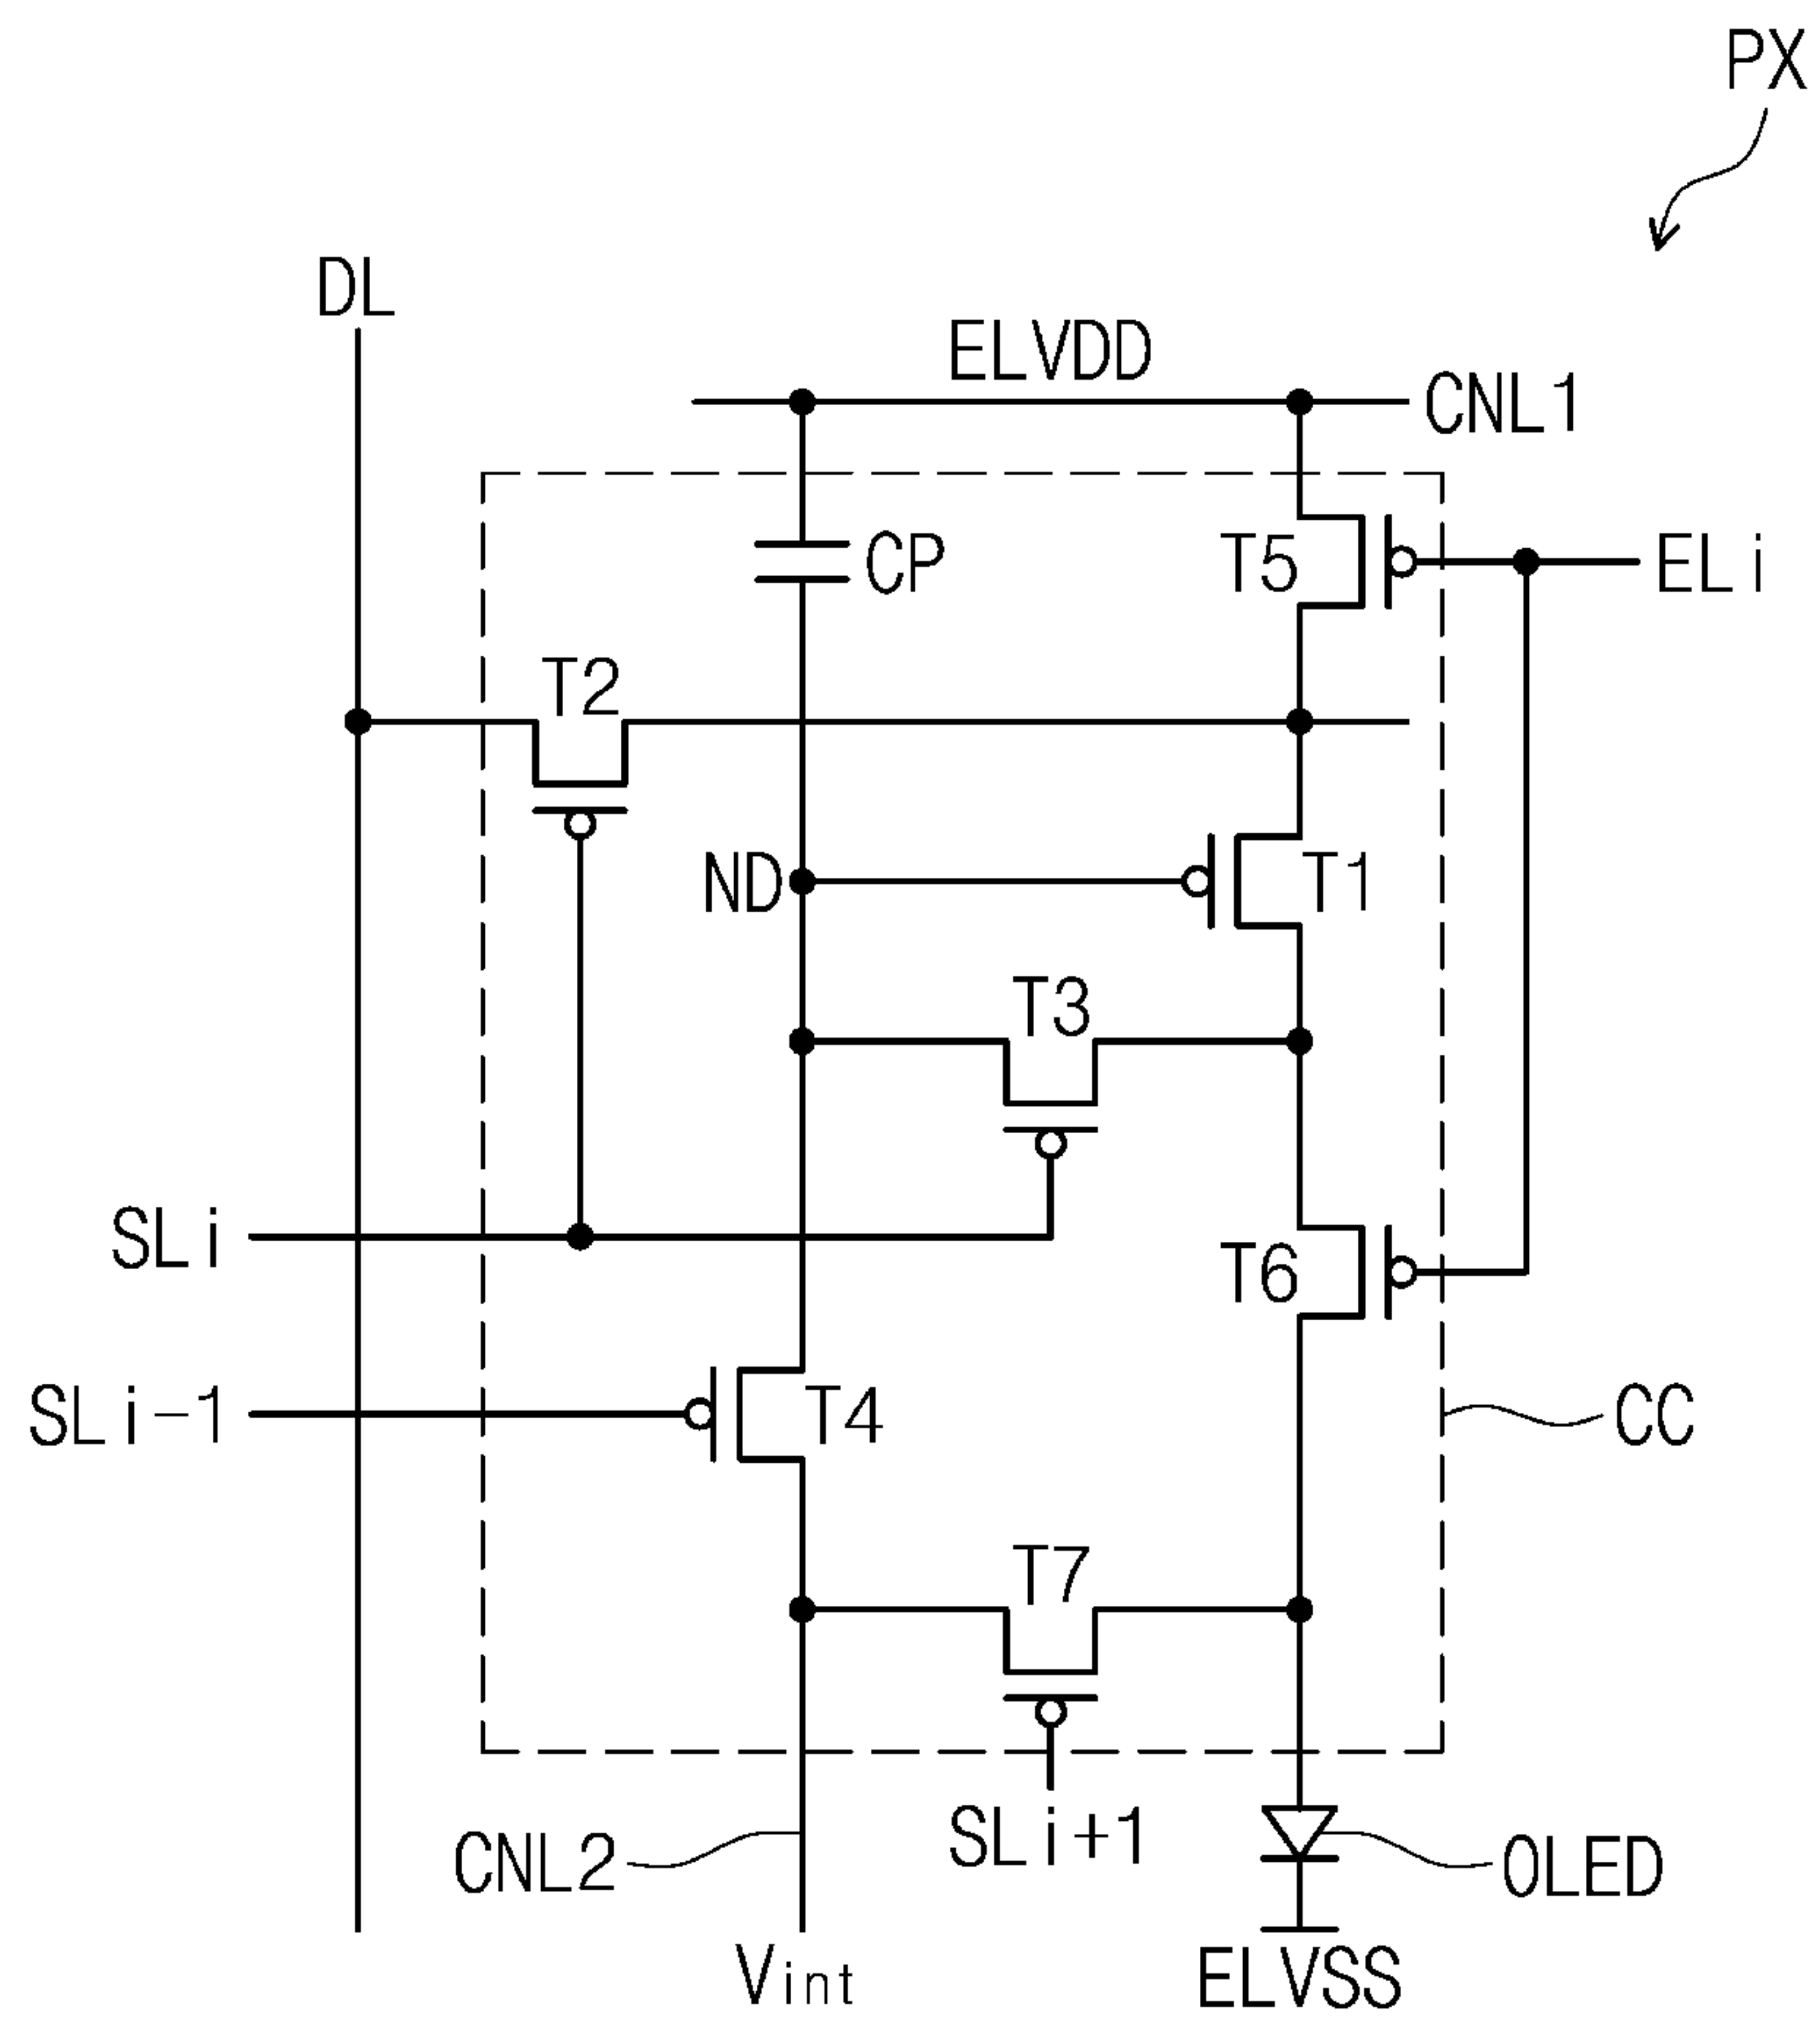 PX
DL
ELVDD
CNL1
CP
T5
ELi
T2
ND
T1
T3
SLi
T6
SLi-1
T4
CC
T7
SLi+1
CNL2
OLED
Vint
ELVSS